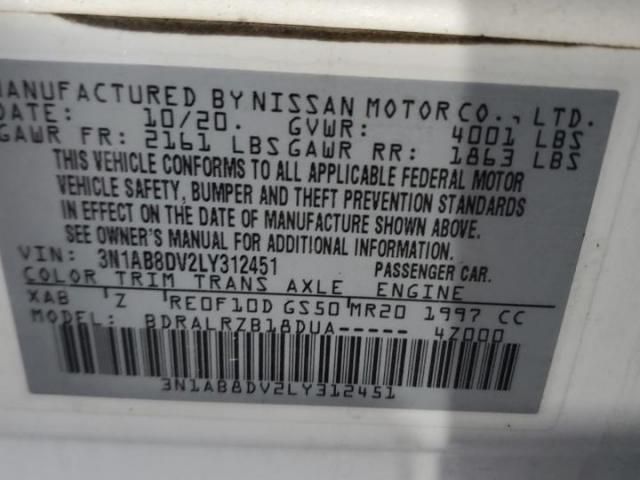 MANUFACTURED BY NISSAN MOTOR CO., LTD.
DATE: 10/20. GVWR: 4001 LBS
GAWR FR: 2161 LBS GAWR RR: 1863 LBS
THIS VEHICLE CONFORMS TO ALL APPLICABLE FEDERAL MOTOR
VEHICLE SAFETY, BUMPER AND THEFT PREVENTION STANDARDS
IN EFFECT ON THE DATE OF MANUFACTURE SHOWN ABOVE.
SEE OWNER'S MANUAL FOR ADDITIONAL INFORMATION.
VIN: 3N1AB8DV2LY312451 PASSENGER CAR.
COLOR TRIM TRANS AXLE ENGINE
XAB Z RE0F10D GS50 MR20 1997 CC
MODEL: BDRALRZB18DUA----- 4Z000
3N1AB8DV2LY312451